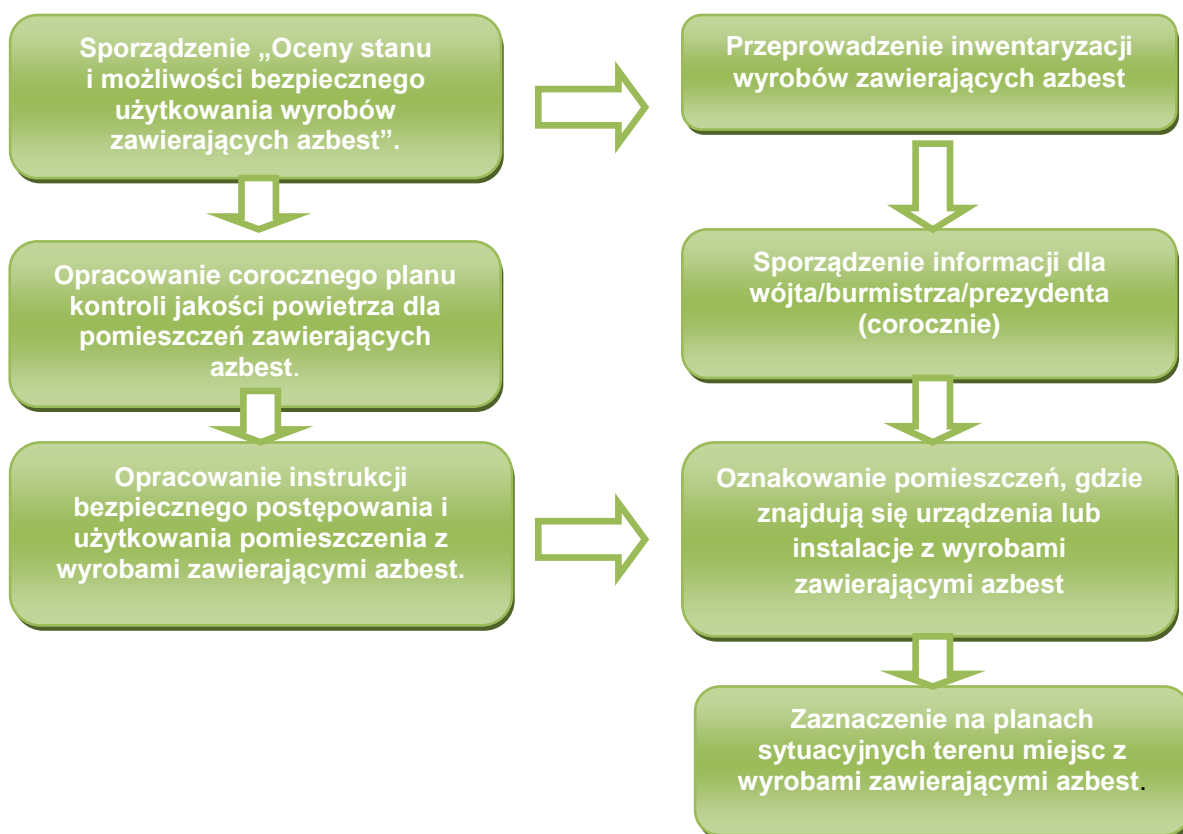 Sporządzenie „Oceny stanu
i możliwości bezpiecznego
użytkowania wyrobów
zawierających azbest”.
Przeprowadzenie inwentaryzacji
wyrobów zawierających azbest
Opracowanie corocznego planu
kontroli jakości powietrza dla
pomieszczeń zawierających
azbest.
Sporządzenie informacji dla
wójta/burmistrza/prezydenta
(corocznie)
Opracowanie instrukcji
bezpiecznego postępowania i
użytkowania pomieszczenia z
wyrobami zawierającymi azbest.
Oznakowanie pomieszczeń, gdzie
znajdują się urządzenia lub
instalacje z wyrobami
zawierającymi azbest
Zaznaczenie na planach
sytuacyjnych terenu miejsc z
wyrobami zawierającymi azbest.